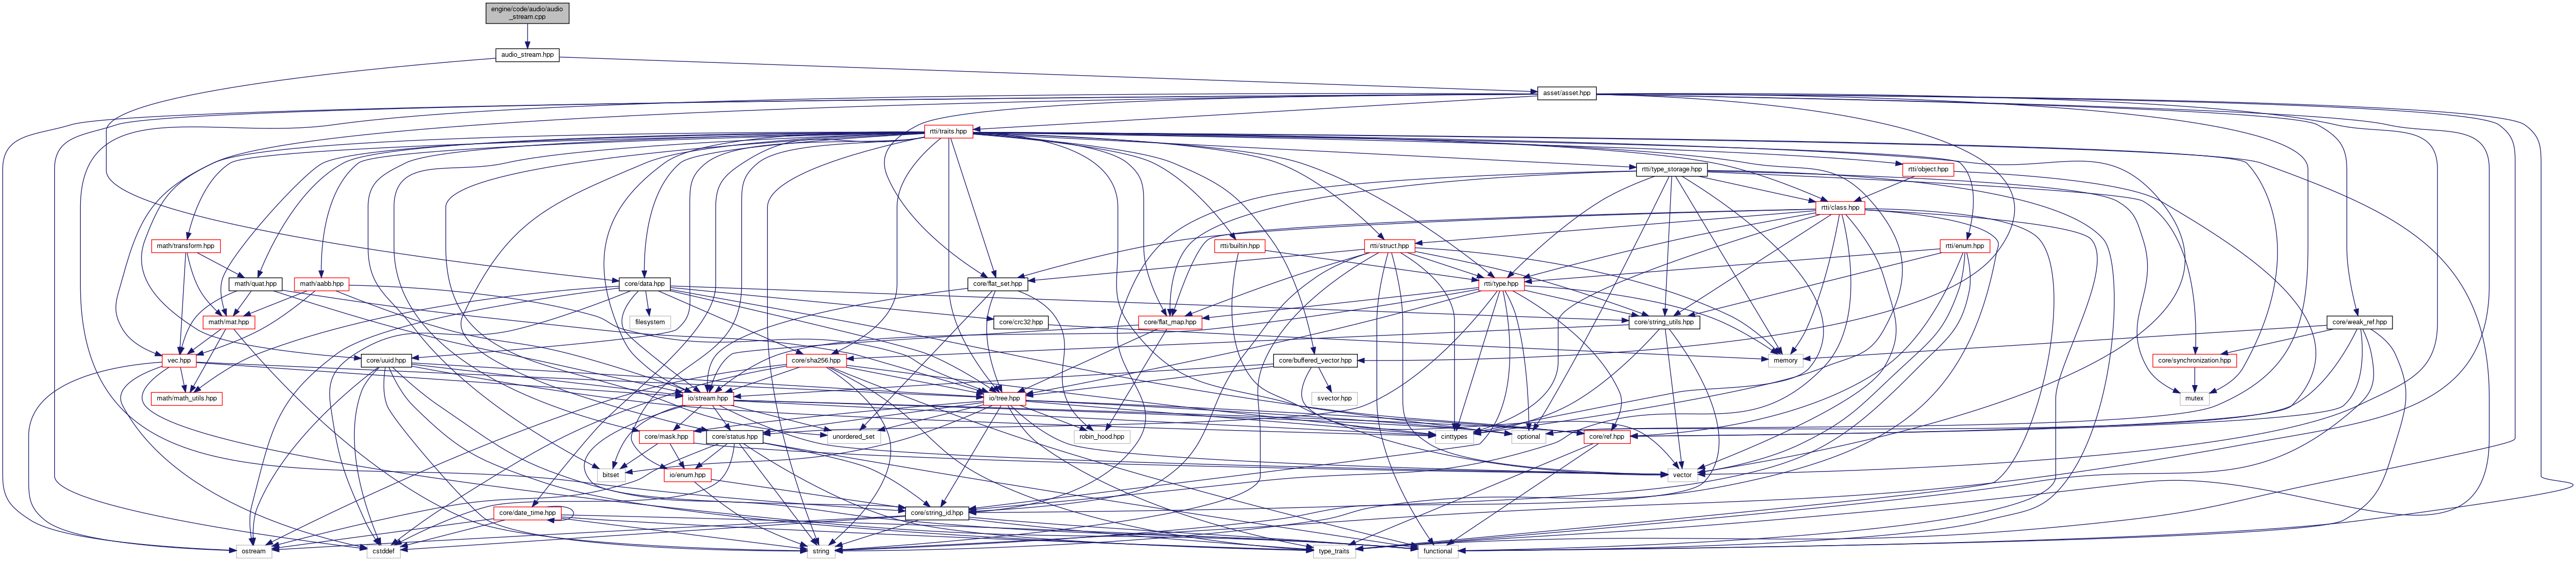 engine/code/audio/audio
_stream.cpp
audio_stream.hpp
asset/asset.hpp
rtti/traits.hpp
rtti/type_storage.hpp
rtti/object.hpp
rtti/class.hpp
math/transform.hpp
rtti/builtin.hpp
rtti/struct.hpp
rtti/enum.hpp
math/quat.hpp
math/aabb.hpp
core/data.hpp
core/flat_set.hpp
rtti/type.hpp
math/mat.hpp
filesystem
core/crc32.hpp
core/flat_map.hpp
core/string_utils.hpp
core/weak_ref.hpp
vec.hpp
core/uuid.hpp
core/sha256.hpp
core/buffered_vector.hpp
memory
core/synchronization.hpp
math/math_utils.hpp
io/stream.hpp
io/tree.hpp
svector.hpp
mutex
core/mask.hpp
core/status.hpp
unordered_set
robin_hood.hpp
cinttypes
optional
core/ref.hpp
bitset
io/enum.hpp
vector
core/date_time.hpp
core/string_id.hpp
ostream
cstddef
string
type_traits
functional